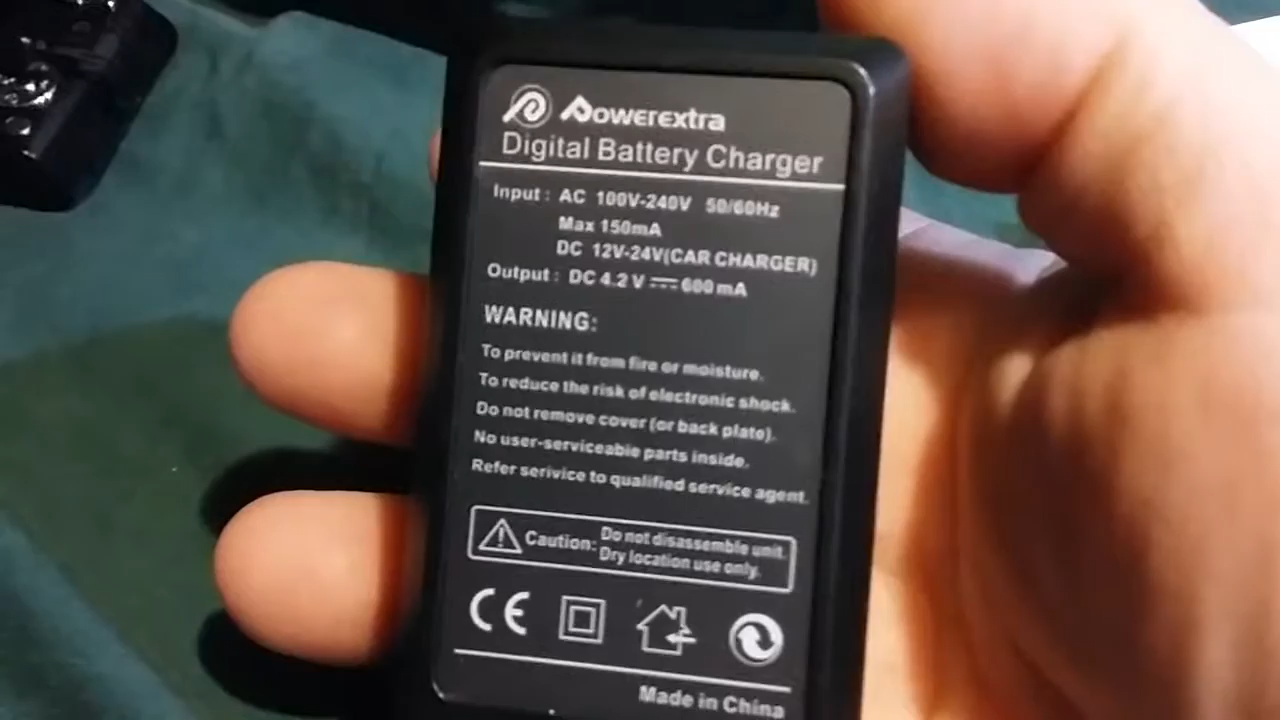 Powerextra
Digital Battery Charger
Input : AC 100V-240V 50/60Hz
Max 150mA
DC 12V-24V(CAR CHARGER)
Output : DC 4.2 V 600 mA
WARNING:
To prevent it from fire or moisture.
To reduce the risk of electronic shock.
Do not remove cover (or back plate).
No user-serviceable parts inside.
Refer serivice to qualified service agent.
Caution: Do not disassemble unit.
Dry location use only.
CE
Made in China